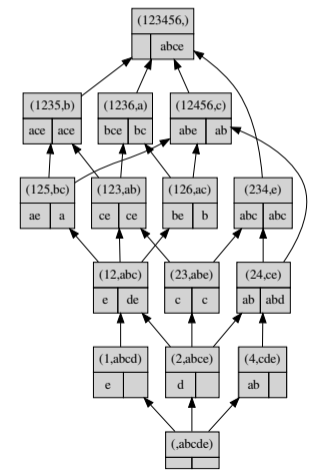 (123456,)
abce
(1235,b) (1236,a) (12456,c)
ace ace bce bc abe ab
(125,bc) (123,ab) (126,ac) (234,e)
ae a ce ce be b abc abc
(12,abc) (23,abe) (24,ce)
e de c c ab abd
(1,abcd) (2,abce) (4,cde)
e d ab
(,abcde)